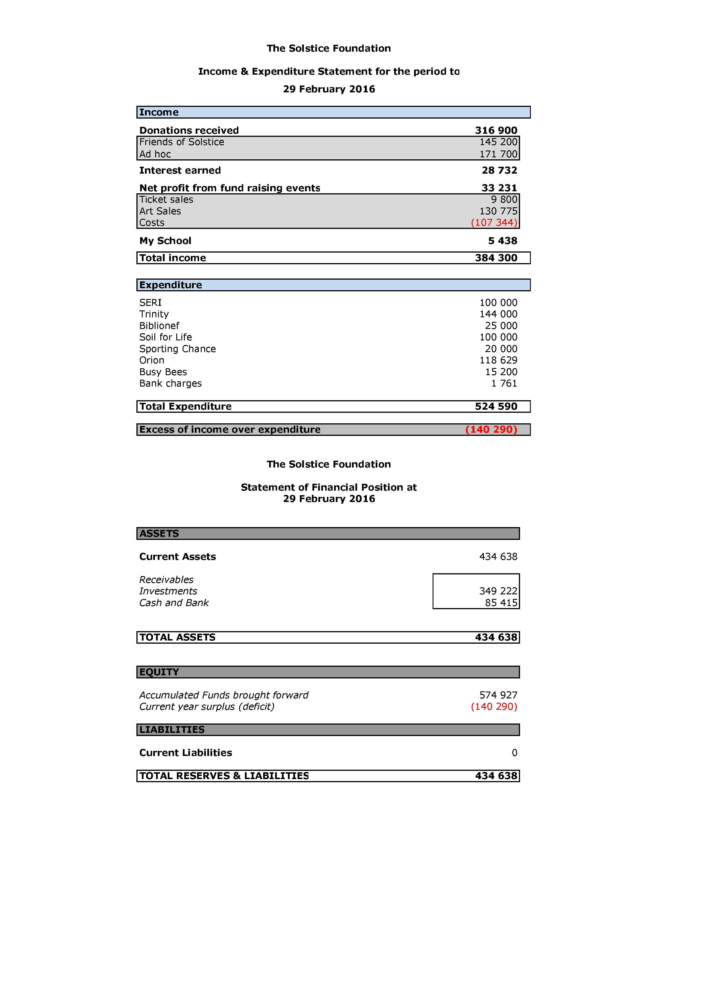 The Solstice Foundation
Income & Expenditure Statement for the period to
29 February 2016
Income
Donations received 316 900
Friends of Solstice 145 200
Ad hoc 171 700
Interest earned 28 732
Net profit from fund raising events 33 231
Ticket sales 9 800
Art Sales 130 775
Costs (107 344)
My School 5 438
Total income 384 300
Expenditure
SERI 100 000
Trinity 144 000
Biblionef 25 000
Soil for Life 100 000
Sporting Chance 20 000
Orion 118 629
Busy Bees 15 200
Bank charges 1 761
Total Expenditure 524 590
Excess of income over expenditure (140 290)
The Solstice Foundation
Statement of Financial Position at
29 February 2016
ASSETS
Current Assets 434 638
Receivables
Investments 349 222
Cash and Bank 85 415
TOTAL ASSETS 434 638
EQUITY
Accumulated Funds brought forward 574 927
Current year surplus (deficit) (140 290)
LIABILITIES
Current Liabilities 0
TOTAL RESERVES & LIABILITIES 434 638